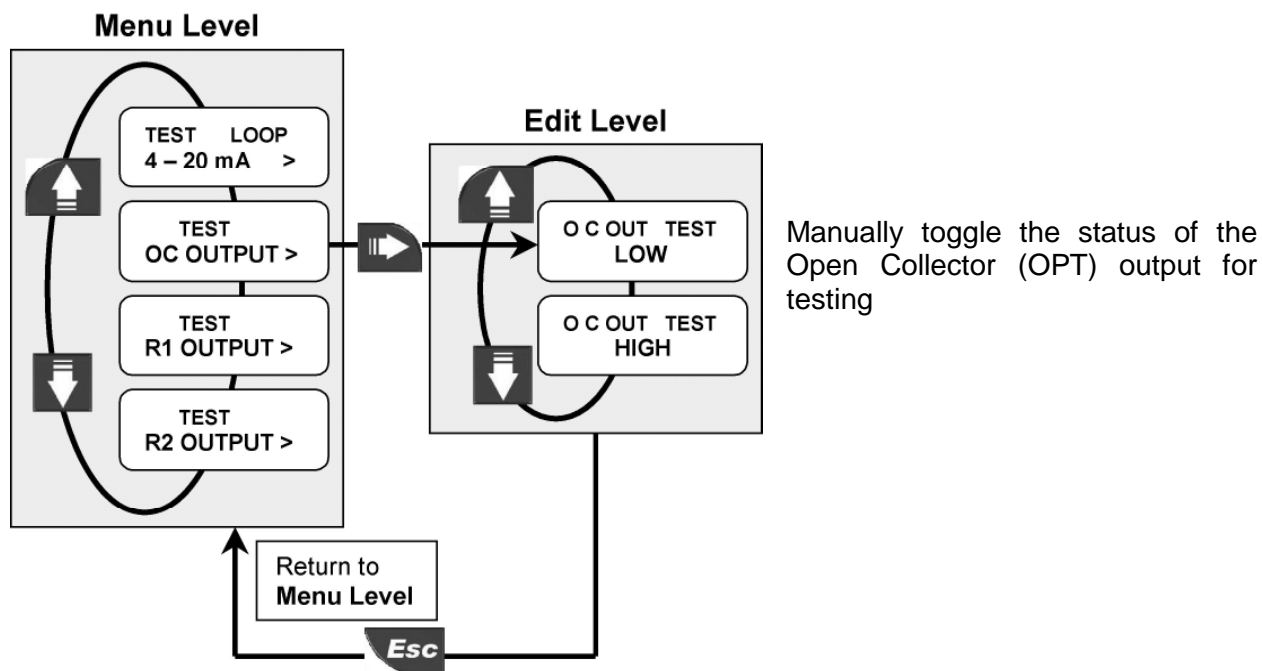 Menu Level
TEST LOOP
4 – 20 mA >
TEST
OC OUTPUT >
TEST
R1 OUTPUT >
TEST
R2 OUTPUT >
Edit Level
O C OUT TEST
LOW
O C OUT TEST
HIGH
Manually toggle the status of the
Open Collector (OPT) output for
testing
Return to
Menu Level
Esc